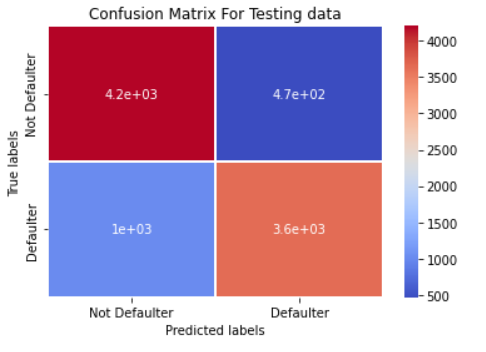 Confusion Matrix For Testing data
Not Defaulter
4.2e+03
4.7e+02
Defaulter
1e+03
3.6e+03
True labels
Not Defaulter
Defaulter
Predicted labels
4000
3500
3000
2500
2000
1500
1000
500